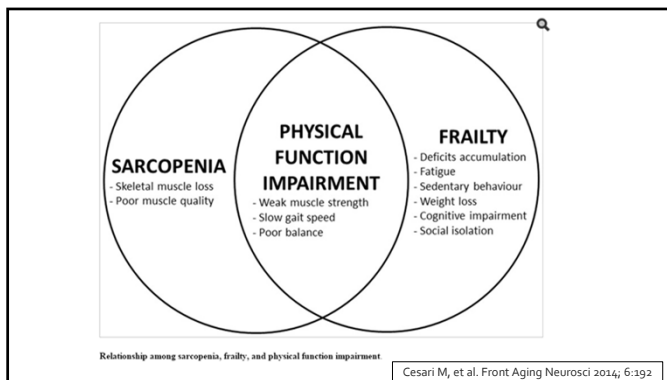 SARCOPENIA
- Skeletal muscle loss
- Poor muscle quality
PHYSICAL
FUNCTION
IMPAIRMENT
- Weak muscle strength
- Slow gait speed
- Poor balance
FRAILTY
- Deficits accumulation
- Fatigue
- Sedentary behaviour
- Weight loss
- Cognitive impairment
- Social isolation
Relationship among sarcopenia, frailty, and physical function impairment
Cesari M, et al. Front Aging Neurosci 2014; 6:192